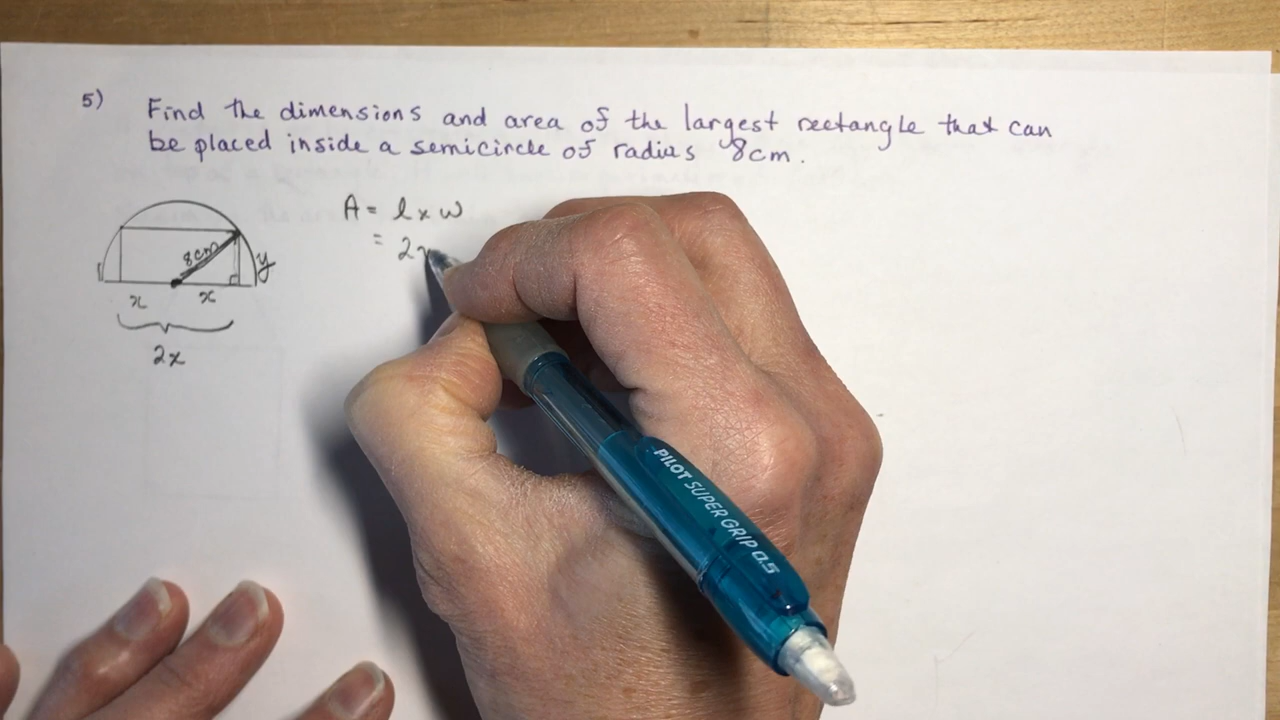 5) Find the dimensions and area of the largest rectangle that can
be placed inside a semicircle of radius 8cm.
A = l x w
= 2x
8cm
y
x x
2x
PILOT SUPER GRIP 0.5